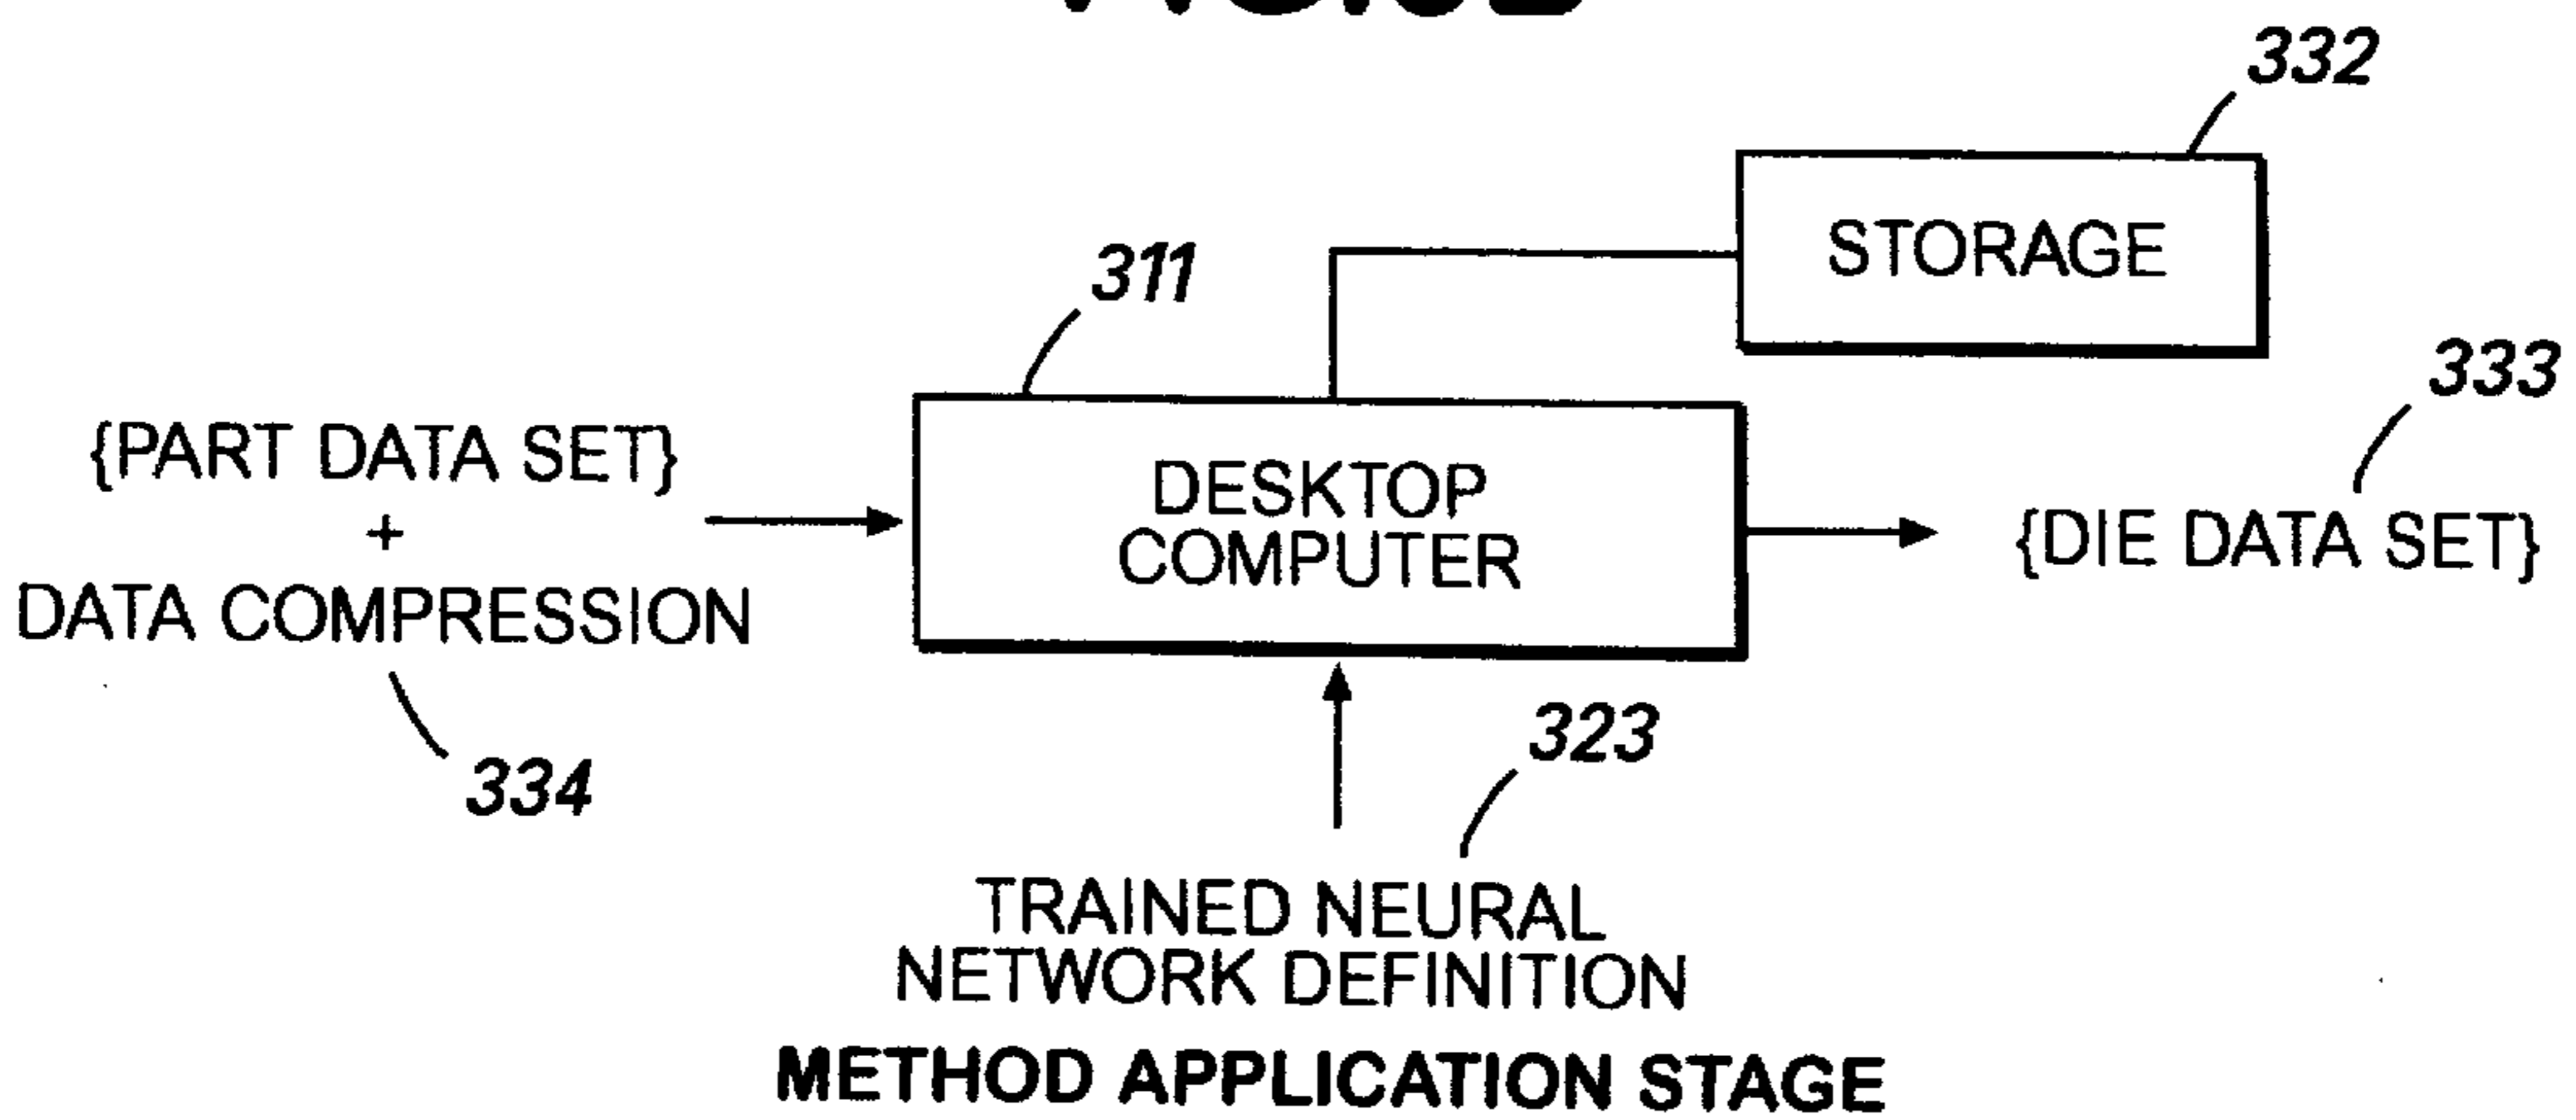 332
STORAGE
311
333
{PART DATA SET}
+
DATA COMPRESSION
DESKTOP
COMPUTER
{DIE DATA SET}
334
323
TRAINED NEURAL
NETWORK DEFINITION
METHOD APPLICATION STAGE